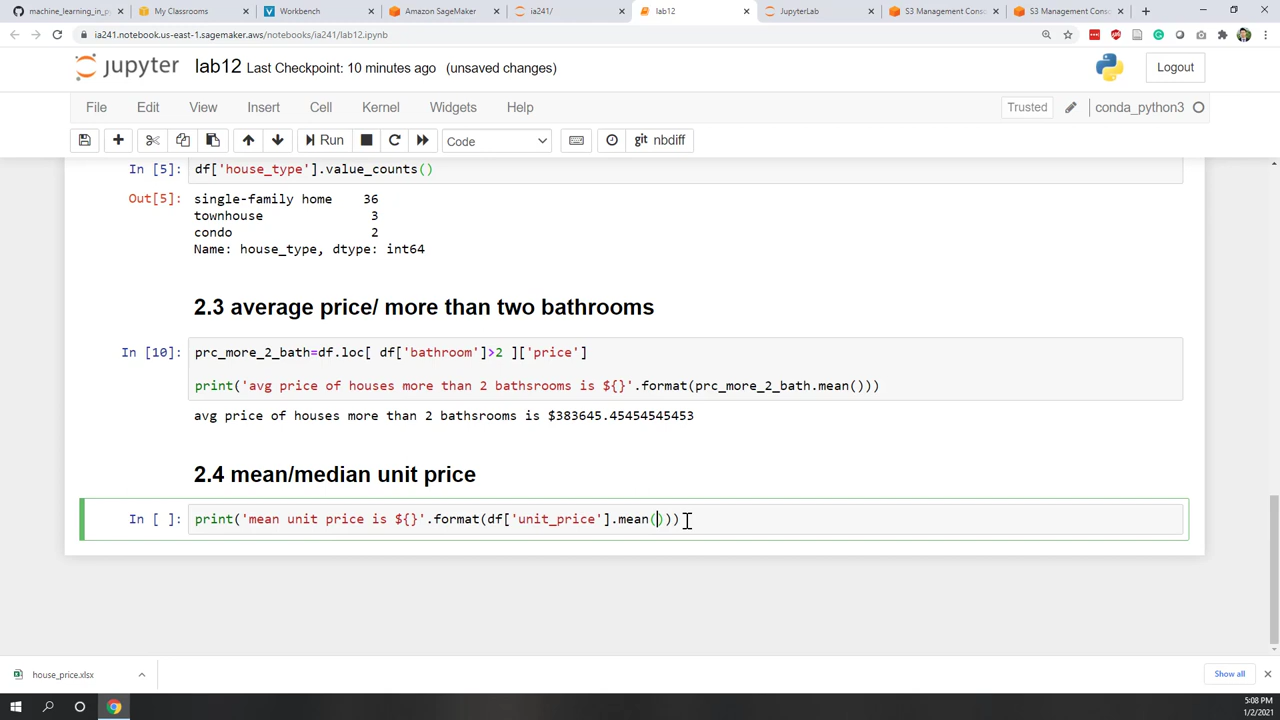 machine_learning_in_p
My Classrooms
Workbench
Amazon SageMaker
ia241/
lab12
JupyterLab
S3 Management Cons
S3 Management Cons
ia241.notebook.us-east-1.sagemaker.aws/notebooks/ia241/lab12.ipynb
jupyter lab12 Last Checkpoint: 10 minutes ago (unsaved changes)
Logout
File Edit View Insert Cell Kernel Widgets Help
Trusted conda_python3
Run Code nbdiff
In [5]: df['house_type'].value_counts()
Out[5]: single-family home 36
townhouse 3
condo 2
Name: house_type, dtype: int64
2.3 average price/ more than two bathrooms
In [10]: prc_more_2_bath=df.loc[ df['bathroom']>2 ]['price']
print('avg price of houses more than 2 bathsrooms is ${}'.format(prc_more_2_bath.mean()))
avg price of houses more than 2 bathsrooms is $383645.45454545453
2.4 mean/median unit price
In [ ]: print('mean unit price is ${}'.format(df['unit_price'].mean()))
house_price.xlsx
Show all
5:08 PM
1/2/2021